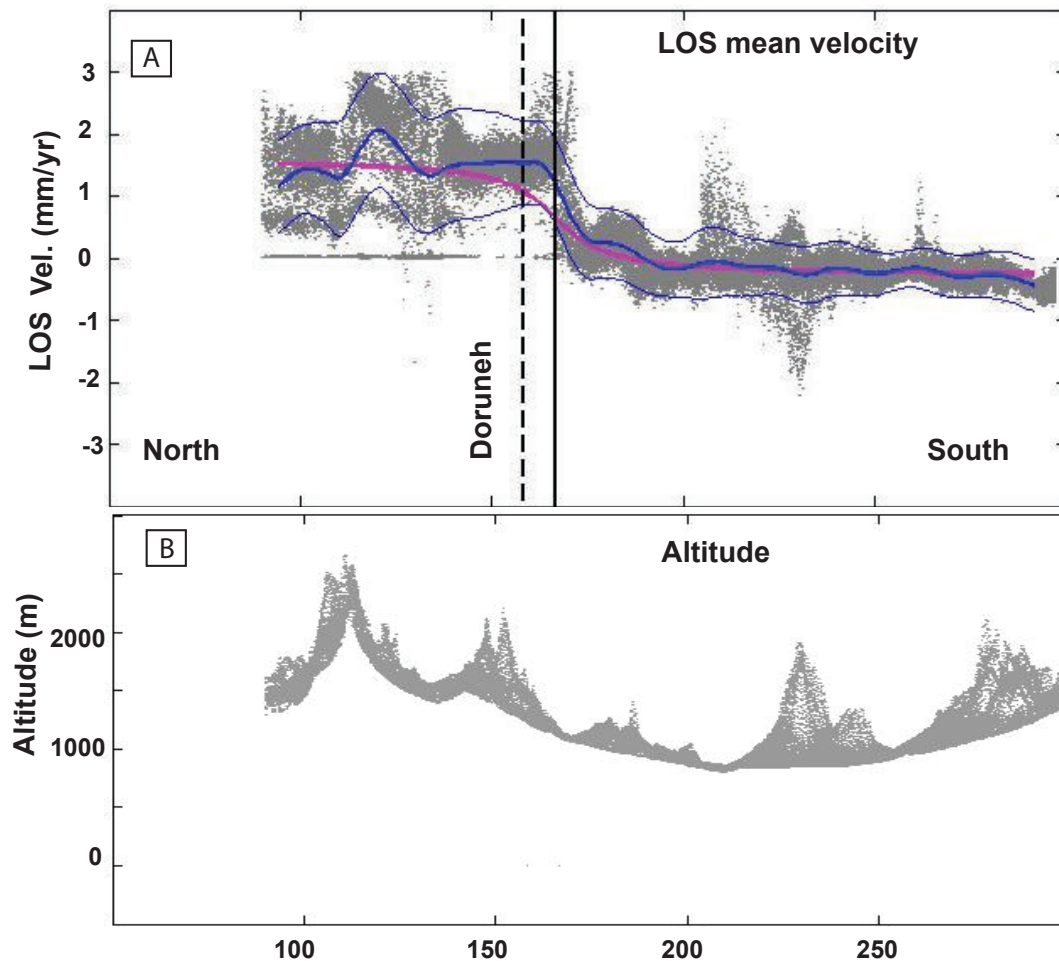 A
LOS mean velocity
3
2
1
0
-1
-2
-3
LOS Vel. (mm/yr)
Doruneh
North
South
B
Altitude
2000
1000
0
Altitude (m)
100
150
200
250